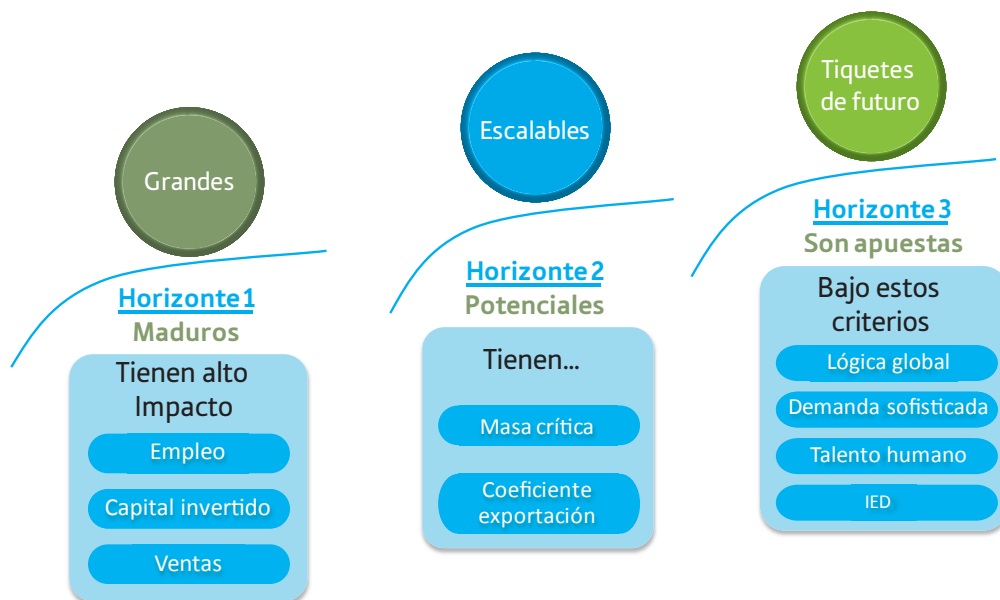 Grandes
Horizonte 1
Maduros
Tienen alto
Impacto
Empleo
Capital invertido
Ventas
Escalables
Horizonte 2
Potenciales
Tienen...
Masa crítica
Coeficiente
exportación
Tiquetes
de futuro
Horizonte 3
Son apuestas
Bajo estos
criterios
Lógica global
Demanda sofisticada
Talento humano
IED